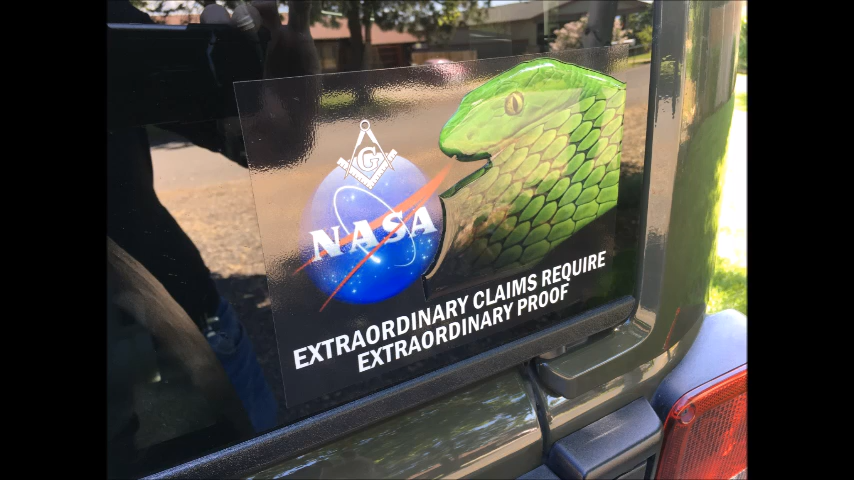 G
NASA
EXTRAORDINARY CLAIMS REQUIRE
EXTRAORDINARY PROOF